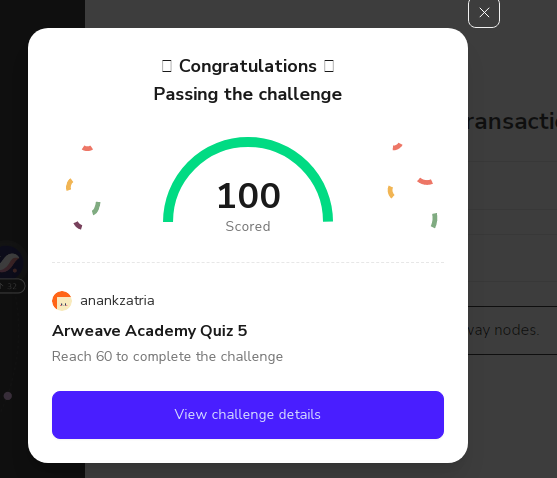 Congratulations
Passing the challenge
100
Scored
anankzatria
Arweave Academy Quiz 5
Reach 60 to complete the challenge
View challenge details
ransacti
way nodes.
32